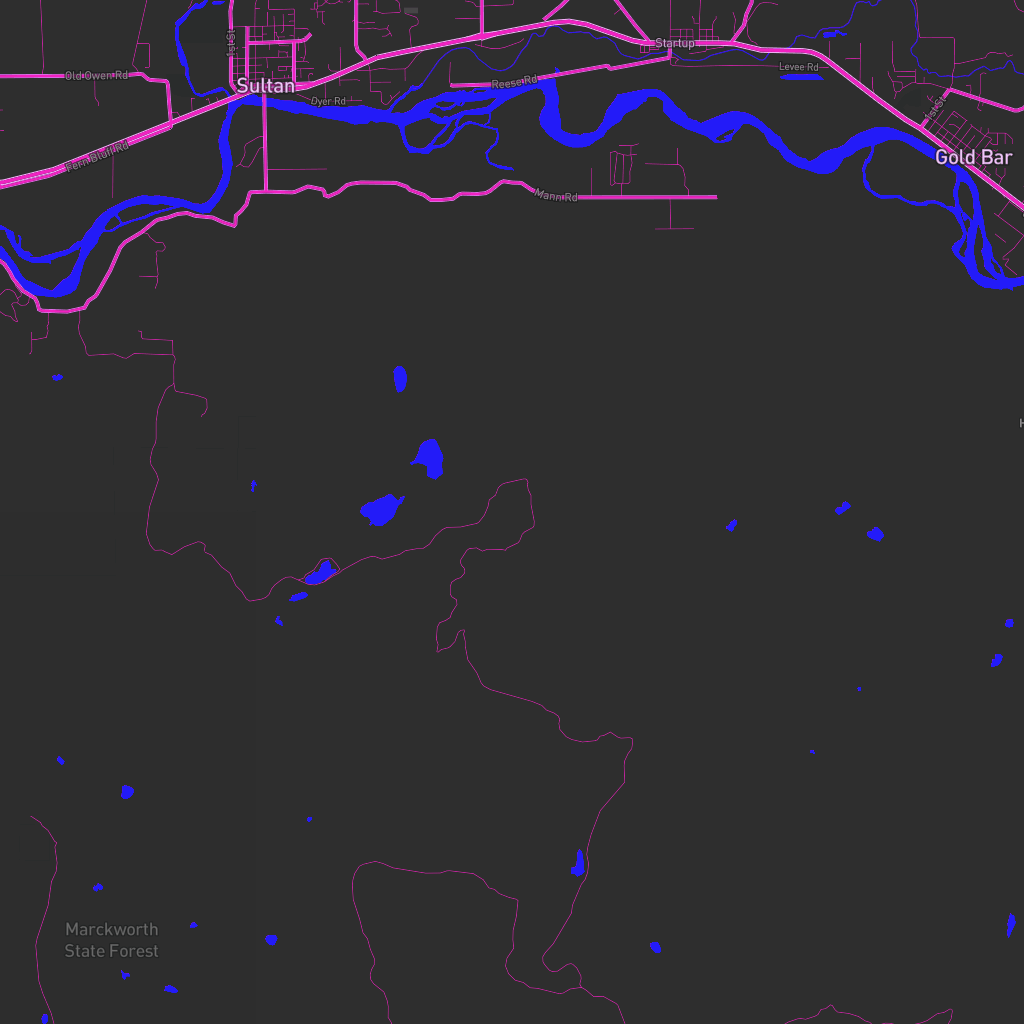 1st St
Startup
Old Owen Rd
Levee Rd
Sultan
Reese Rd
Dyer Rd
1st St
Fern Bluff Rd
Gold Bar
Mann Rd
H
Marckworth
State Forest